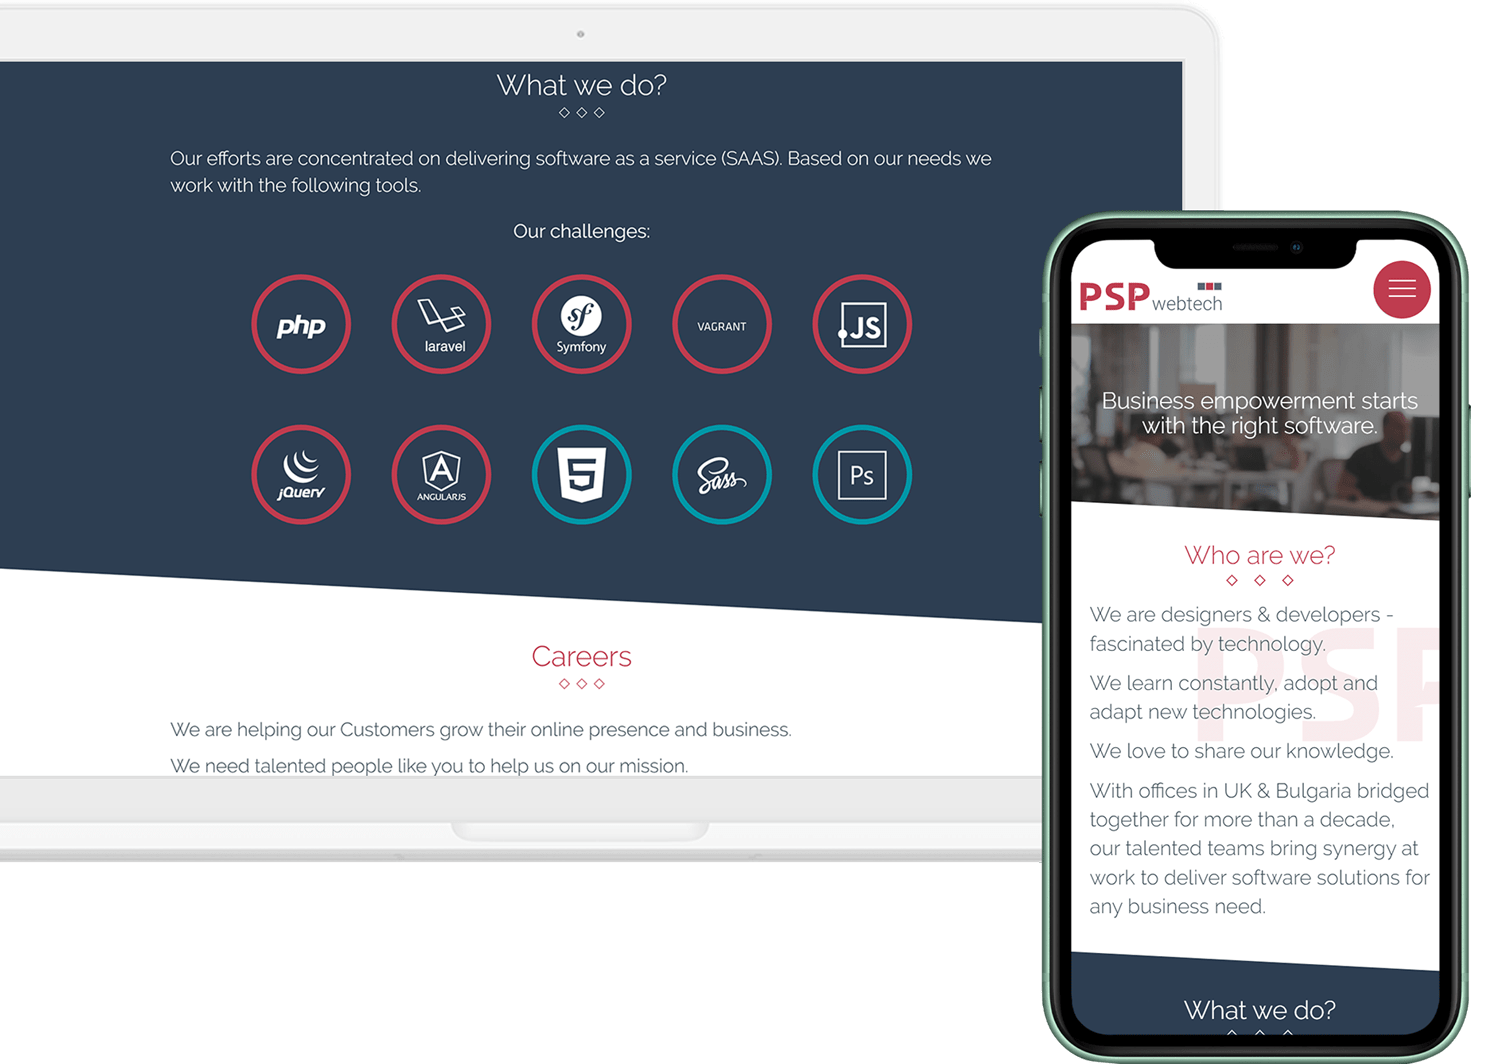 What we do?
Our efforts are concentrated on delivering software as a service (SAAS). Based on our needs we
work with the following tools.
Our challenges:
php
laravel
sf
Symfony
VAGRANT
JS
jQuery
A
ANGULARJS
5
Sass
Ps
Careers
We are helping our Customers grow their online presence and business.
We need talented people like you to help us on our mission.
PSP webtech
Business empowerment starts
with the right software.
Who are we?
We are designers & developers -
fascinated by technology.
We learn constantly, adopt and
adapt new technologies.
We love to share our knowledge.
With offices in UK & Bulgaria bridged
together for more than a decade,
our talented teams bring synergy at
work to deliver software solutions for
any business need.
PSP
What we do?